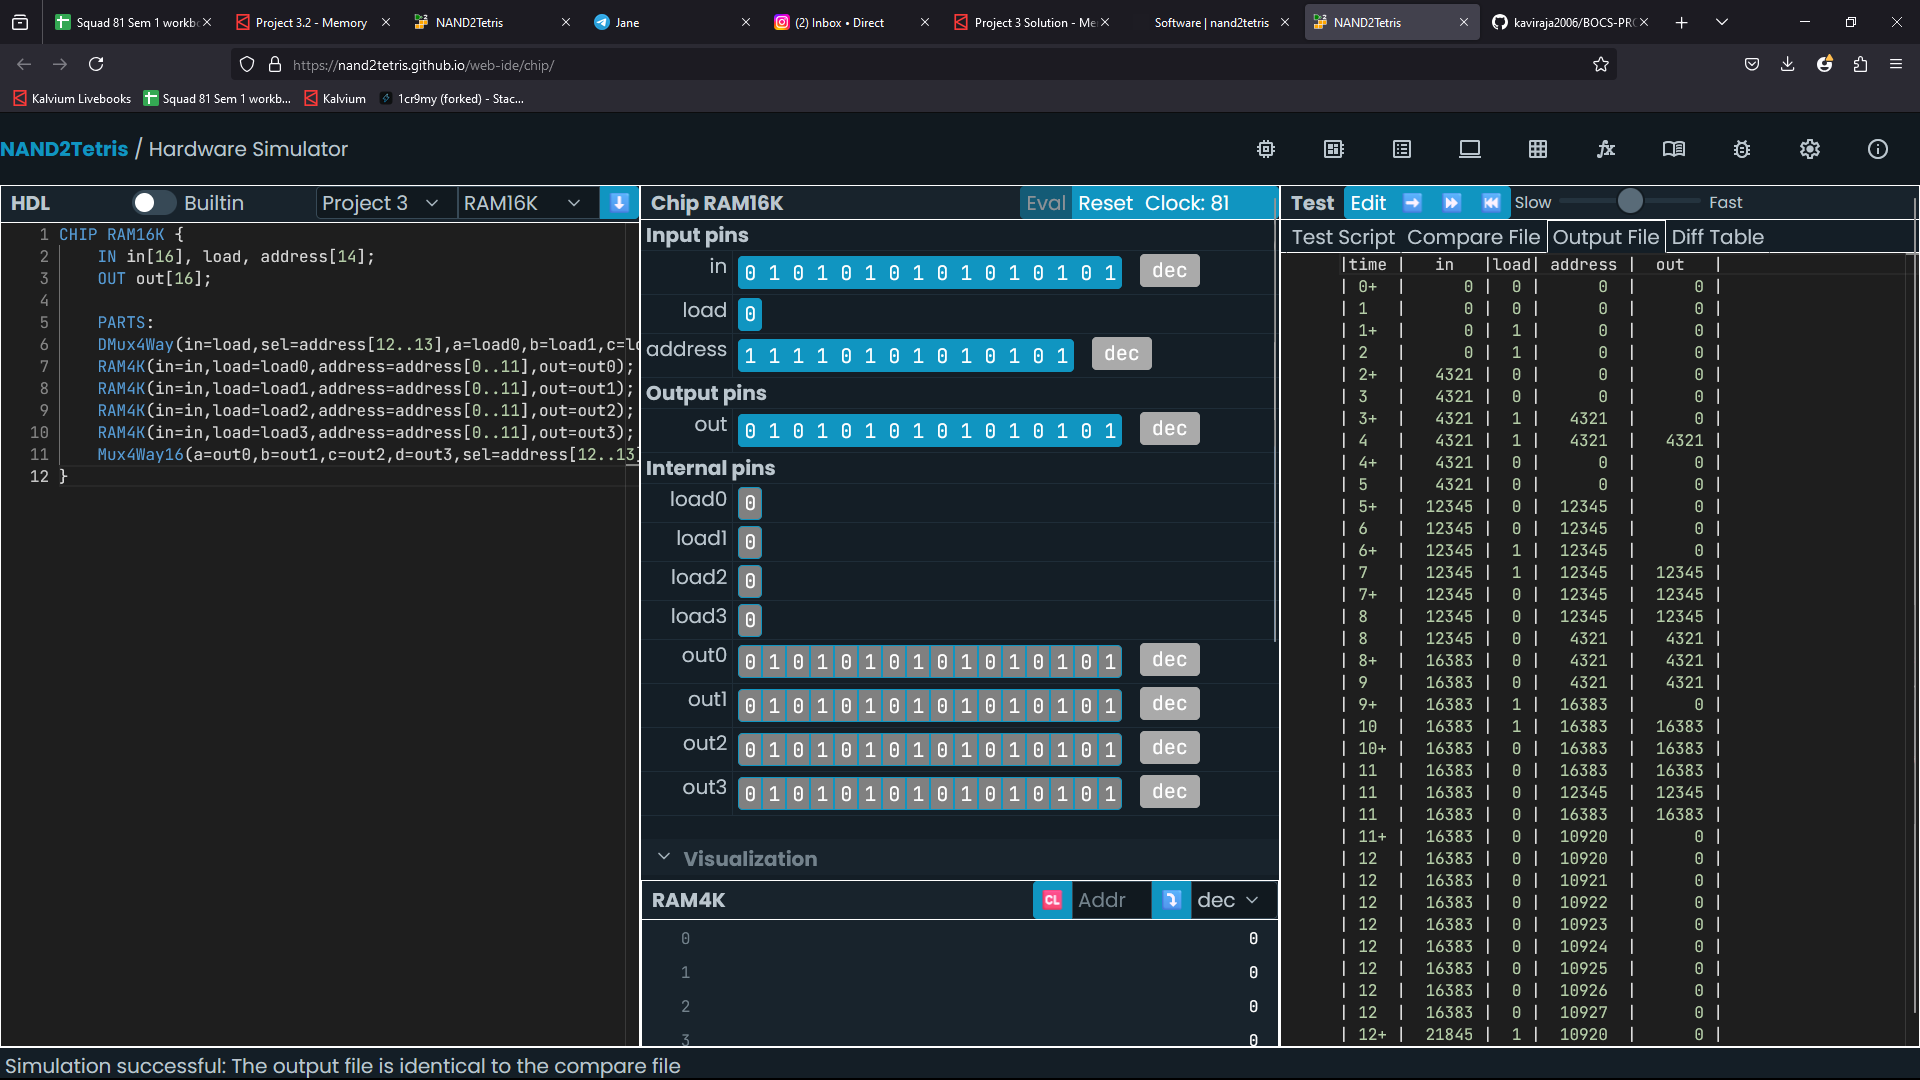 Squad 81 Sem 1 workbo
Project 3.2 - Memory
NAND2Tetris
Jane
(2) Inbox • Direct
Project 3 Solution - Me
Software | nand2tetris
NAND2Tetris
kaviraja2006/BOCS-PRO
https://nand2tetris.github.io/web-ide/chip/
Kalvium Livebooks
Squad 81 Sem 1 workb...
Kalvium
1cr9my (forked) - Stac...
NAND2Tetris / Hardware Simulator
HDL Builtin Project 3 RAM16K
1 CHIP RAM16K {
2 IN in[16], load, address[14];
3 OUT out[16];
4
5 PARTS:
6 DMux4Way(in=load,sel=address[12..13],a=load0,b=load1,c=lo
7 RAM4K(in=in,load=load0,address=address[0..11],out=out0);
8 RAM4K(in=in,load=load1,address=address[0..11],out=out1);
9 RAM4K(in=in,load=load2,address=address[0..11],out=out2);
10 RAM4K(in=in,load=load3,address=address[0..11],out=out3);
11 Mux4Way16(a=out0,b=out1,c=out2,d=out3,sel=address[12..13]
12 }
Chip RAM16K Eval Reset Clock: 81
Input pins
in 0 1 0 1 0 1 0 1 0 1 0 1 0 1 0 1 dec
load 0
address 1 1 1 1 0 1 0 1 0 1 0 1 0 1 dec
Output pins
out 0 1 0 1 0 1 0 1 0 1 0 1 0 1 0 1 dec
Internal pins
load0 0
load1 0
load2 0
load3 0
out0 0 1 0 1 0 1 0 1 0 1 0 1 0 1 0 1 dec
out1 0 1 0 1 0 1 0 1 0 1 0 1 0 1 0 1 dec
out2 0 1 0 1 0 1 0 1 0 1 0 1 0 1 0 1 dec
out3 0 1 0 1 0 1 0 1 0 1 0 1 0 1 0 1 dec
Visualization
RAM4K CL Addr dec
0 0
1 0
2 0
3 0
Test Edit Slow Fast
Test Script Compare File Output File Diff Table
|time | in |load| address | out |
| 0+ | 0 | 0 | 0 | 0 |
| 1 | 0 | 0 | 0 | 0 |
| 1+ | 0 | 1 | 0 | 0 |
| 2 | 0 | 1 | 0 | 0 |
| 2+ | 4321 | 0 | 0 | 0 |
| 3 | 4321 | 0 | 0 | 0 |
| 3+ | 4321 | 1 | 4321 | 0 |
| 4 | 4321 | 1 | 4321 | 4321 |
| 4+ | 4321 | 0 | 0 | 0 |
| 5 | 4321 | 0 | 0 | 0 |
| 5+ | 12345 | 0 | 12345 | 0 |
| 6 | 12345 | 0 | 12345 | 0 |
| 6+ | 12345 | 1 | 12345 | 0 |
| 7 | 12345 | 1 | 12345 | 12345 |
| 7+ | 12345 | 0 | 12345 | 12345 |
| 8 | 12345 | 0 | 12345 | 12345 |
| 8 | 12345 | 0 | 4321 | 4321 |
| 8+ | 16383 | 0 | 4321 | 4321 |
| 9 | 16383 | 0 | 4321 | 4321 |
| 9+ | 16383 | 1 | 16383 | 0 |
| 10 | 16383 | 1 | 16383 | 16383 |
| 10+ | 16383 | 0 | 16383 | 16383 |
| 11 | 16383 | 0 | 16383 | 16383 |
| 11 | 16383 | 0 | 12345 | 12345 |
| 11 | 16383 | 0 | 16383 | 16383 |
| 11+ | 16383 | 0 | 10920 | 0 |
| 12 | 16383 | 0 | 10920 | 0 |
| 12 | 16383 | 0 | 10921 | 0 |
| 12 | 16383 | 0 | 10922 | 0 |
| 12 | 16383 | 0 | 10923 | 0 |
| 12 | 16383 | 0 | 10924 | 0 |
| 12 | 16383 | 0 | 10925 | 0 |
| 12 | 16383 | 0 | 10926 | 0 |
| 12 | 16383 | 0 | 10927 | 0 |
| 12+ | 21845 | 1 | 10920 | 0 |
Simulation successful: The output file is identical to the compare file